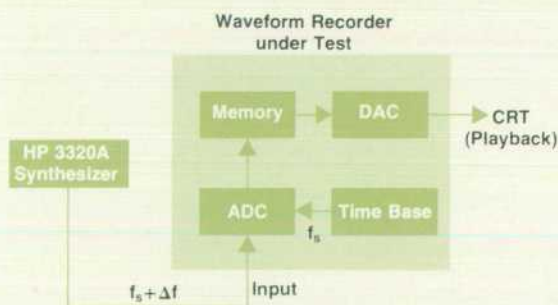 Waveform Recorder
under Test
Memory
DAC
CRT
(Playback)
HP 3320A
Synthesizer
ADC
Time Base
fs
fs+Δf
Input